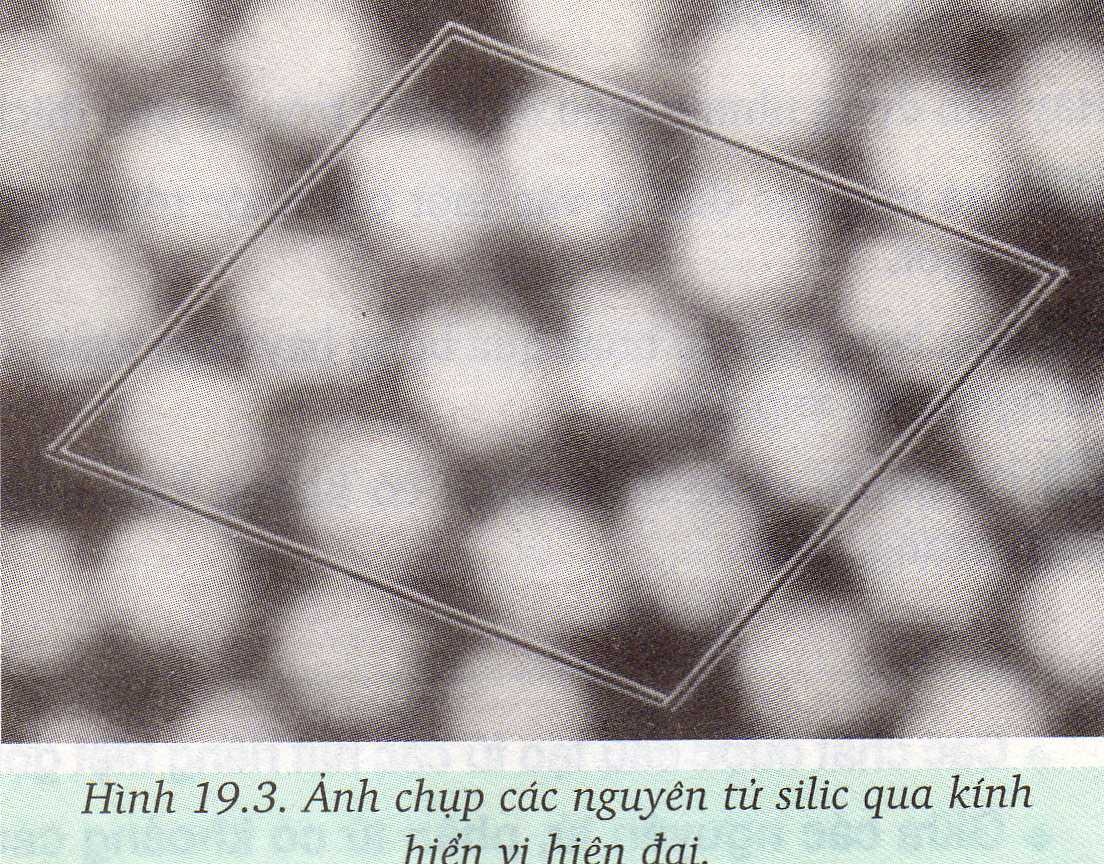 Hình 19.3. Ảnh chụp các nguyên tử silic qua kính
hiển vi hiện đại.